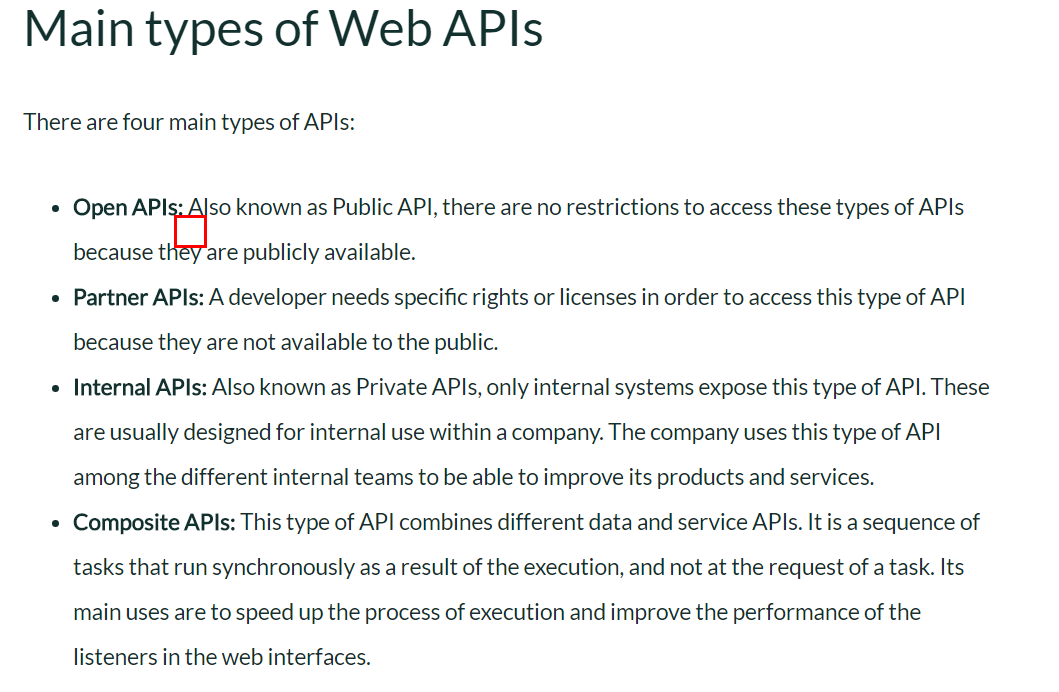 Main types of Web APIs
There are four main types of APIs:
• Open APIs: Also known as Public API, there are no restrictions to access these types of APIs
because they are publicly available.
• Partner APIs: A developer needs specific rights or licenses in order to access this type of API
because they are not available to the public.
• Internal APIs: Also known as Private APIs, only internal systems expose this type of API. These
are usually designed for internal use within a company. The company uses this type of API
among the different internal teams to be able to improve its products and services.
• Composite APIs: This type of API combines different data and service APIs. It is a sequence of
tasks that run synchronously as a result of the execution, and not at the request of a task. Its
main uses are to speed up the process of execution and improve the performance of the
listeners in the web interfaces.